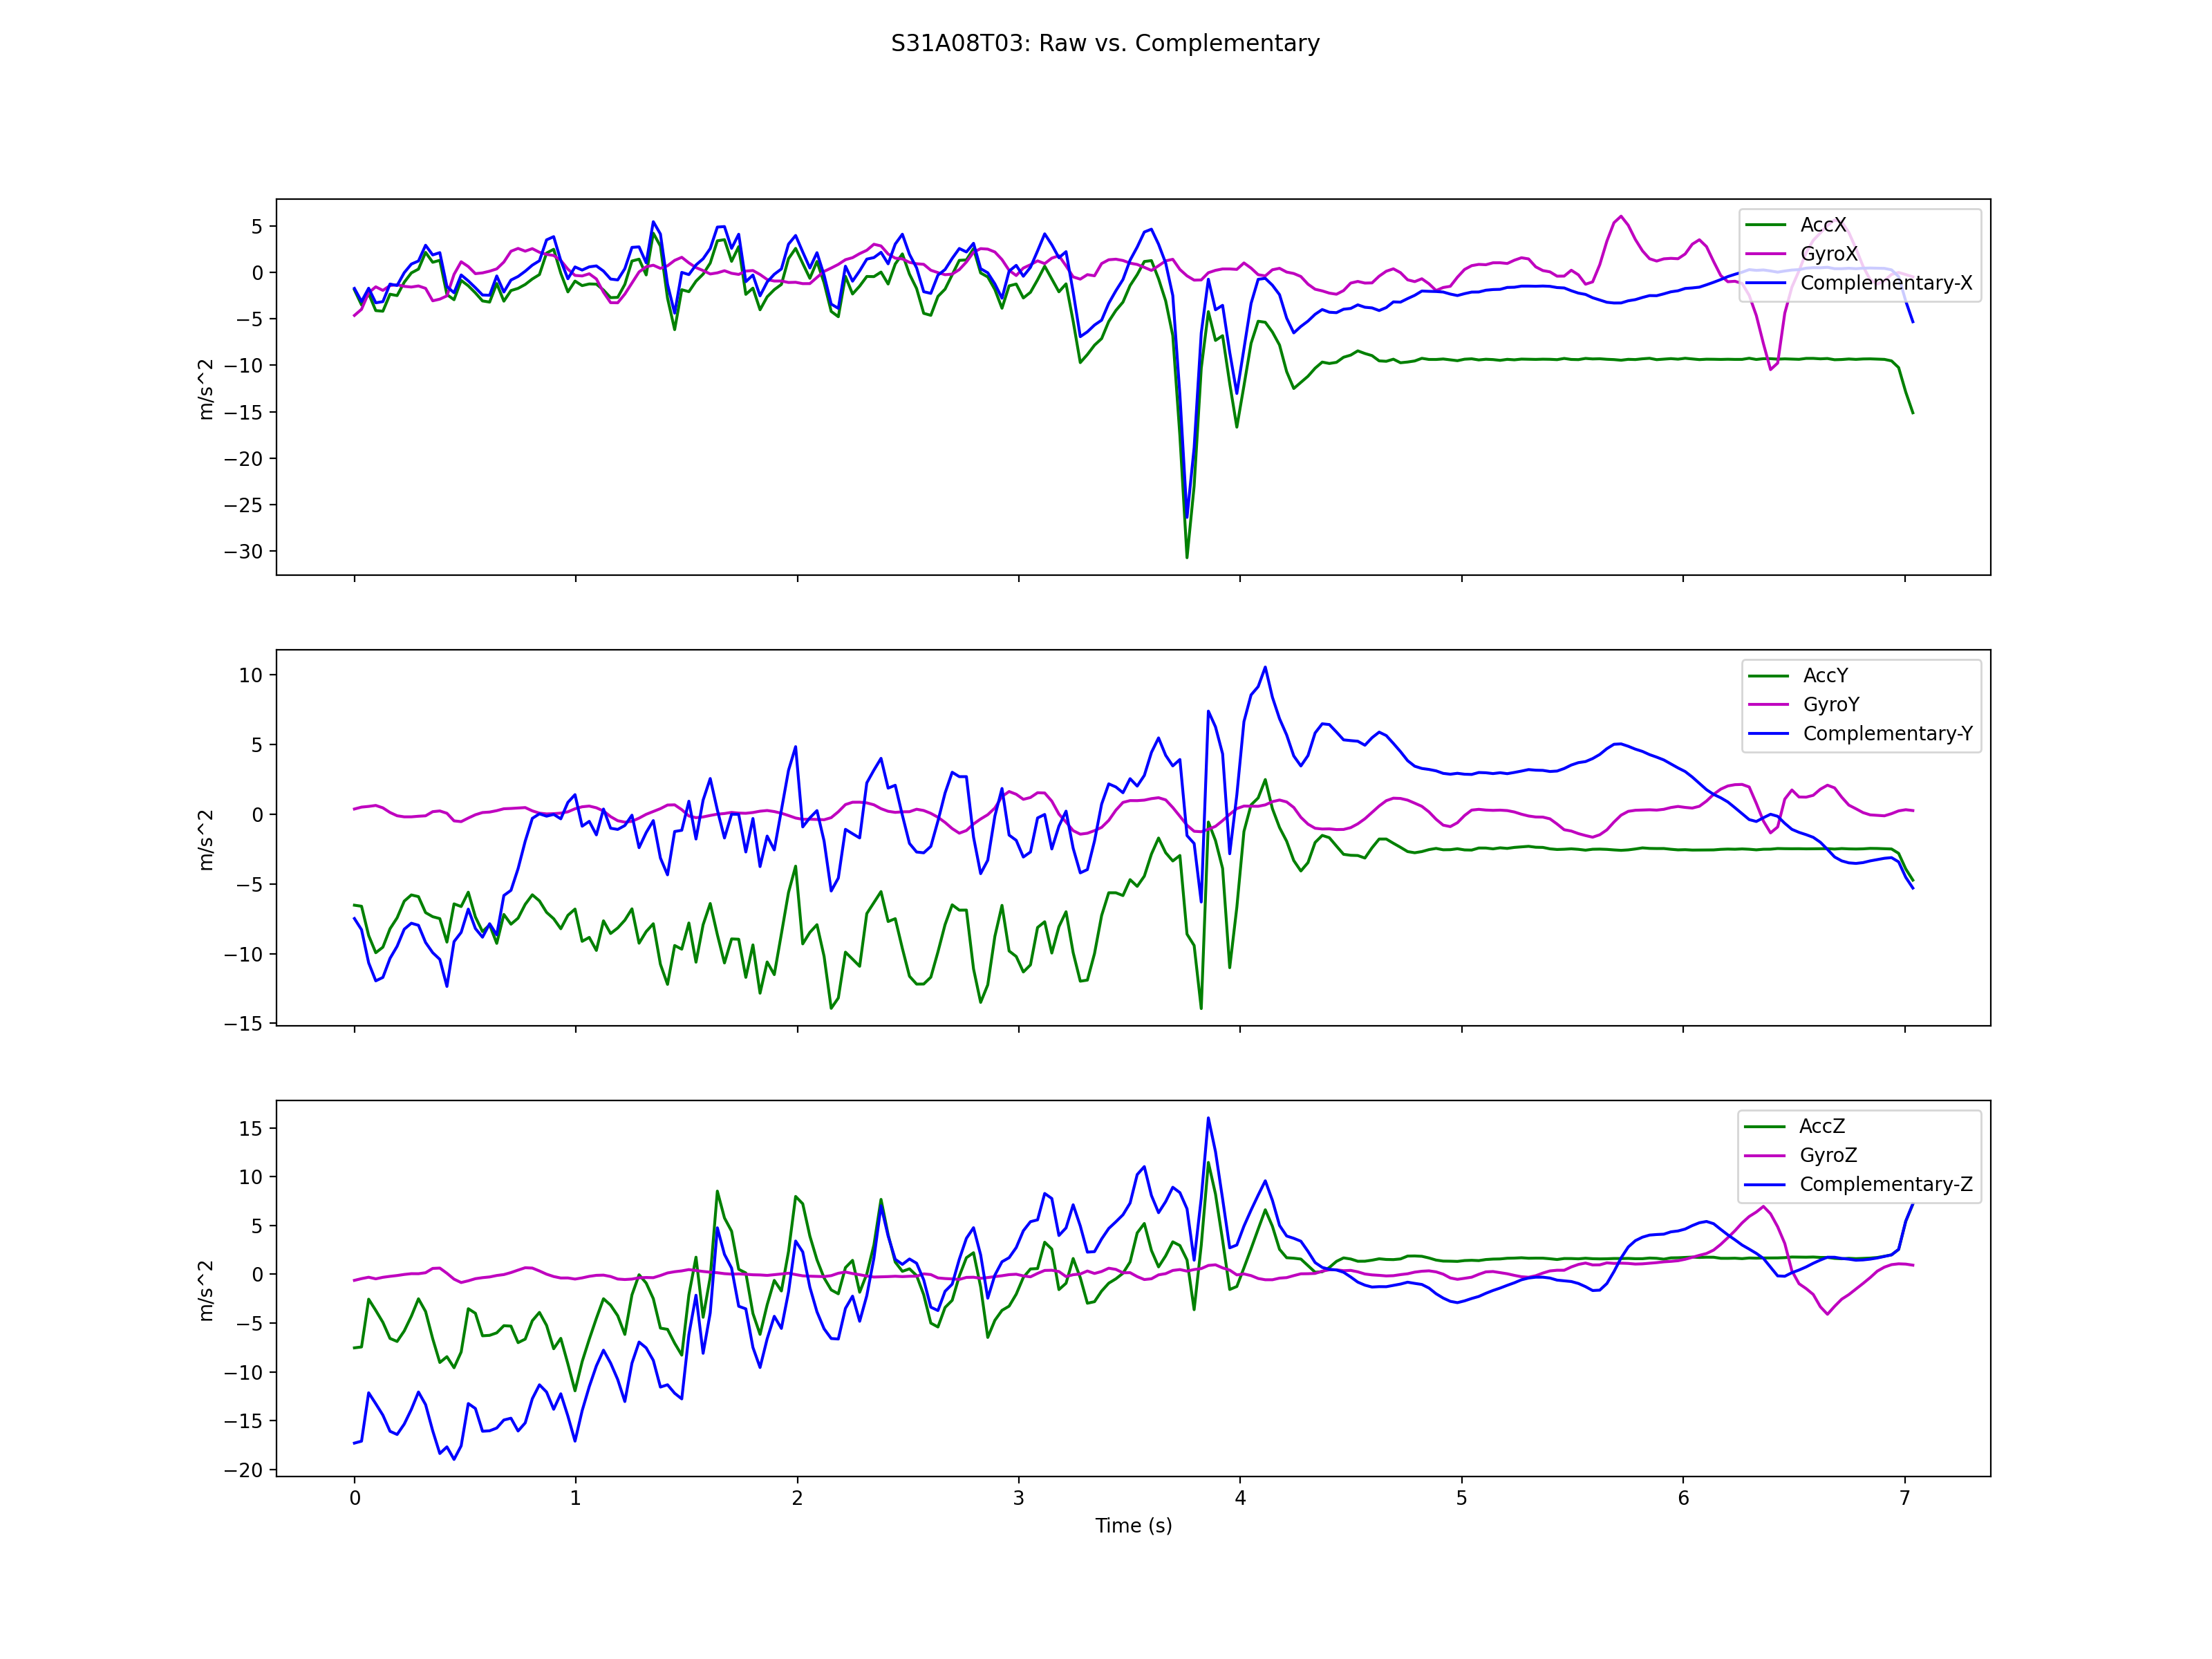 S31A08T03: Raw vs. Complementary
5
0
−5
−10
−15
−20
−25
−30
m/s^2
AccX
GyroX
Complementary-X
10
5
0
−5
−10
−15
m/s^2
AccY
GyroY
Complementary-Y
15
10
5
0
−5
−10
−15
−20
m/s^2
AccZ
GyroZ
Complementary-Z
0 1 2 3 4 5 6 7
Time (s)